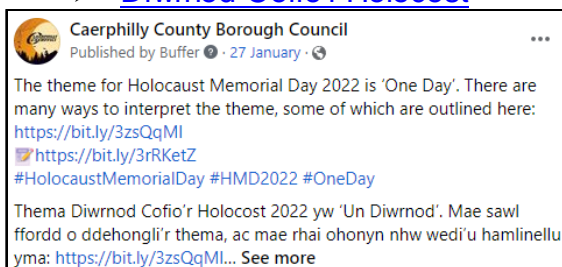 Diwrnod Cofio'r Holocost
Caerphilly County Borough Council
Published by Buffer · 27 January ·
The theme for Holocaust Memorial Day 2022 is 'One Day'. There are
many ways to interpret the theme, some of which are outlined here:
https://bit.ly/3zsQqMI
📝https://bit.ly/3rRKetZ
#HolocaustMemorialDay #HMD2022 #OneDay
Thema Diwrnod Cofio'r Holocost 2022 yw 'Un Diwrnod'. Mae sawl
ffordd o ddehongli'r thema, ac mae rhai ohonyn nhw wedi'u hamlinellu
yma: https://bit.ly/3zsQqMI... See more